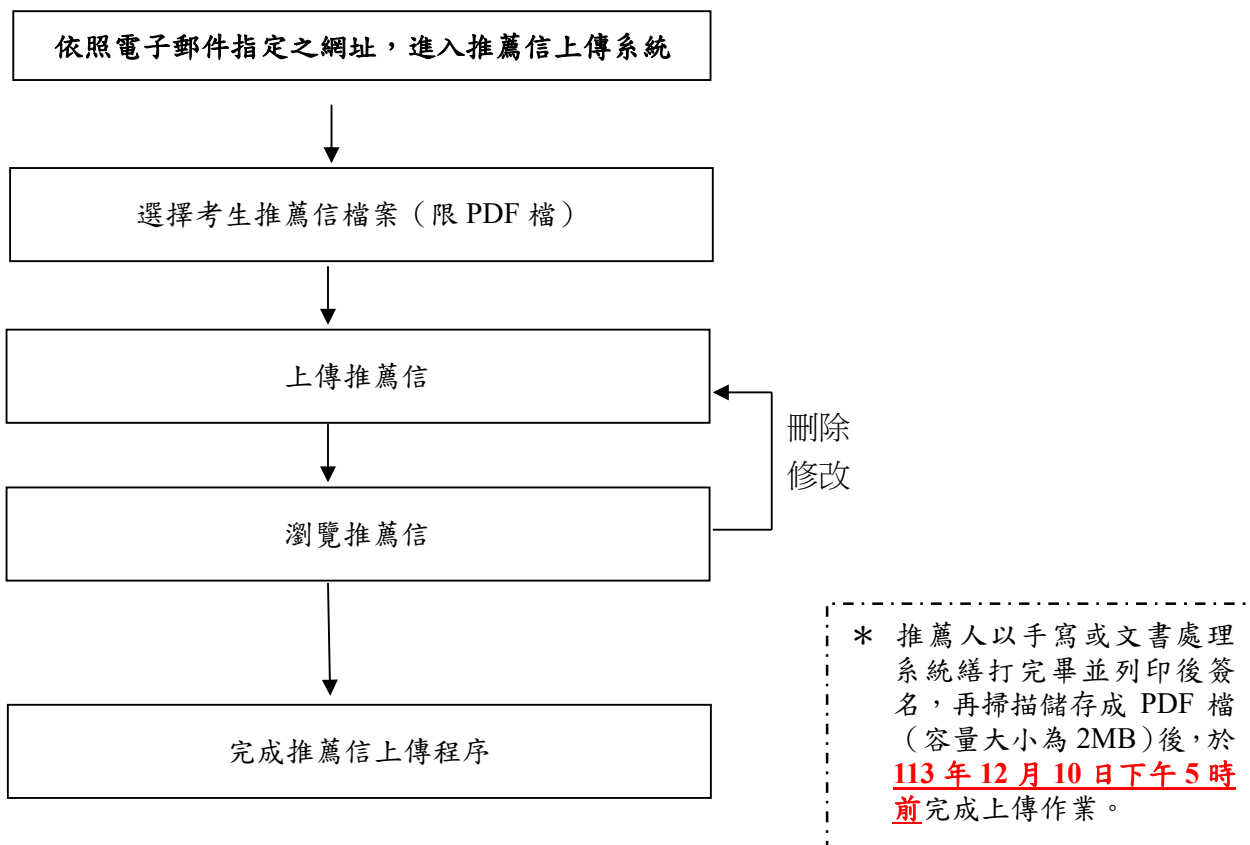 依照電子郵件指定之網址，進入推薦信上傳系統
選擇考生推薦信檔案（限 PDF 檔）
上傳推薦信
刪除
修改
瀏覽推薦信
完成推薦信上傳程序
＊ 推薦人以手寫或文書處理
系統繕打完畢並列印後簽
名，再掃描儲存成 PDF 檔
（容量大小為 2MB）後，於
113 年 12 月 10 日下午 5 時
前完成上傳作業。